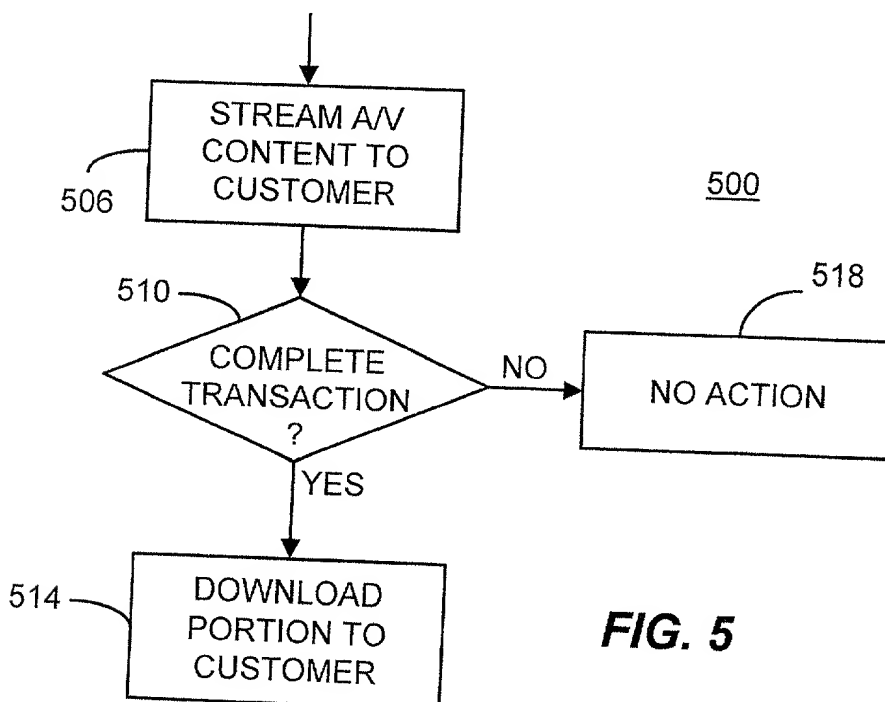 STREAM A/V
CONTENT TO
CUSTOMER
506
500
510
518
COMPLETE
TRANSACTION
?
NO
NO ACTION
YES
514
DOWNLOAD
PORTION TO
CUSTOMER
FIG. 5